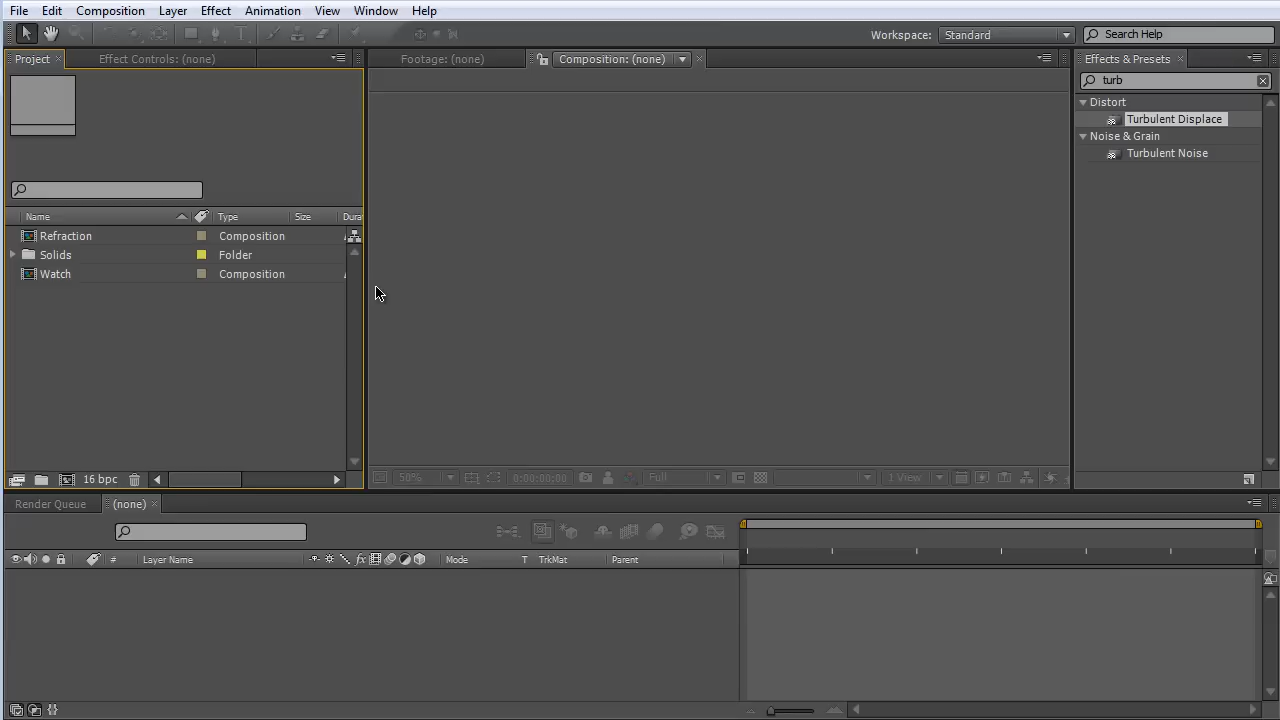 File Edit Composition Layer Effect Animation View Window Help
Workspace: Standard Search Help
Project Effect Controls: (none) Footage: (none) Composition: (none) Effects & Presets
turb
Distort
Turbulent Displace
Noise & Grain
Turbulent Noise
Name Type Size Dura
Refraction Composition
Solids Folder
Watch Composition
16 bpc
50% 0:00:00:00 Full 1 View
Render Queue (none)
# Layer Name fx Mode T TrkMat Parent